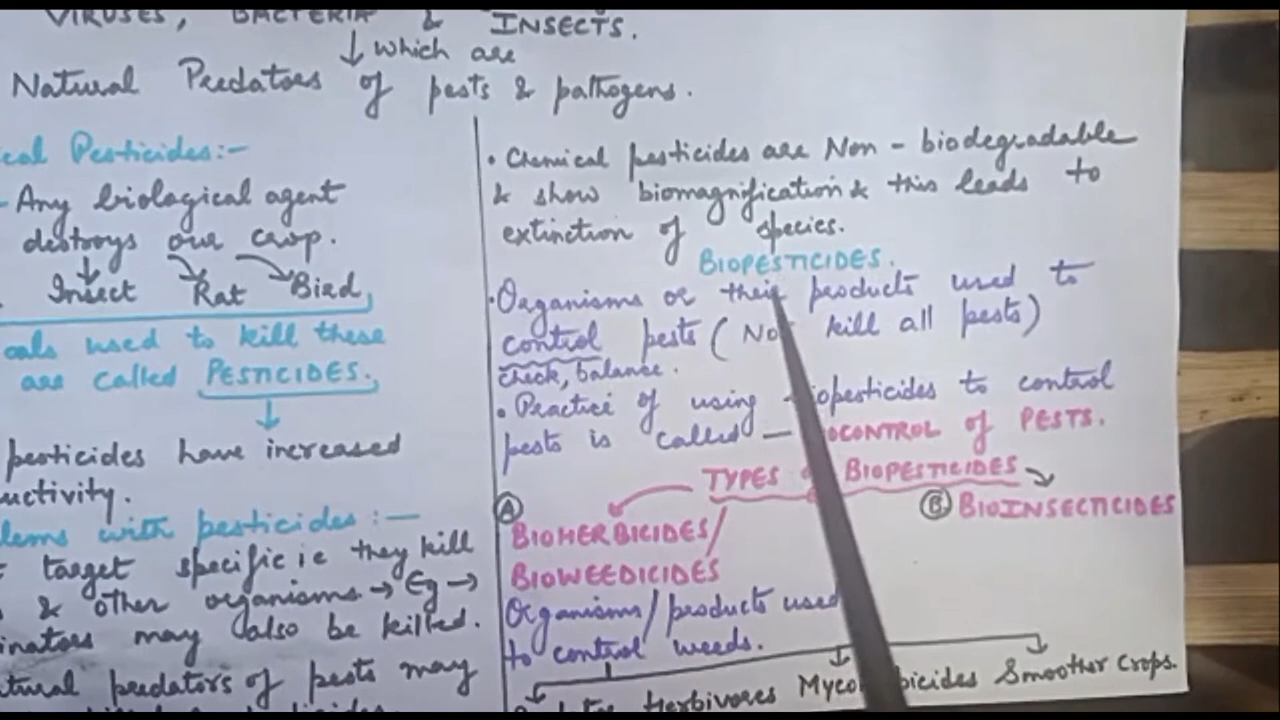 VIRUSES, BACTERIA & INSECTS.
↓ which are
Natural Predators of pests & pathogens.
ical Pesticides:-
- Any biological agent
destroys our crop.
Insect Rat Bird
cals used to kill these
are called PESTICIDES.
pesticides have increased
uctivity.
lems with pesticides :—
target specific i.e they kill
& other organisms → Eg →
inators may also be killed.
tural predators of pests may
• Chemical pesticides are Non-biodegradable
& show biomagnification & this leads to
extinction of species.
BIOPESTICIDES.
• Organisms or their products used to
control pests (Not kill all pests)
check, balance.
• Practice of using biopesticides to control
pests is called — OCONTROL of PESTS.
TYPES BIOPESTICIDES
(A) (B) BIOINSECTICIDES
BIOHERBICIDES/
BIOWEEDICIDES
Organisms/products used
to control weeds.
Herbivores Myco icides Smoother Crops.